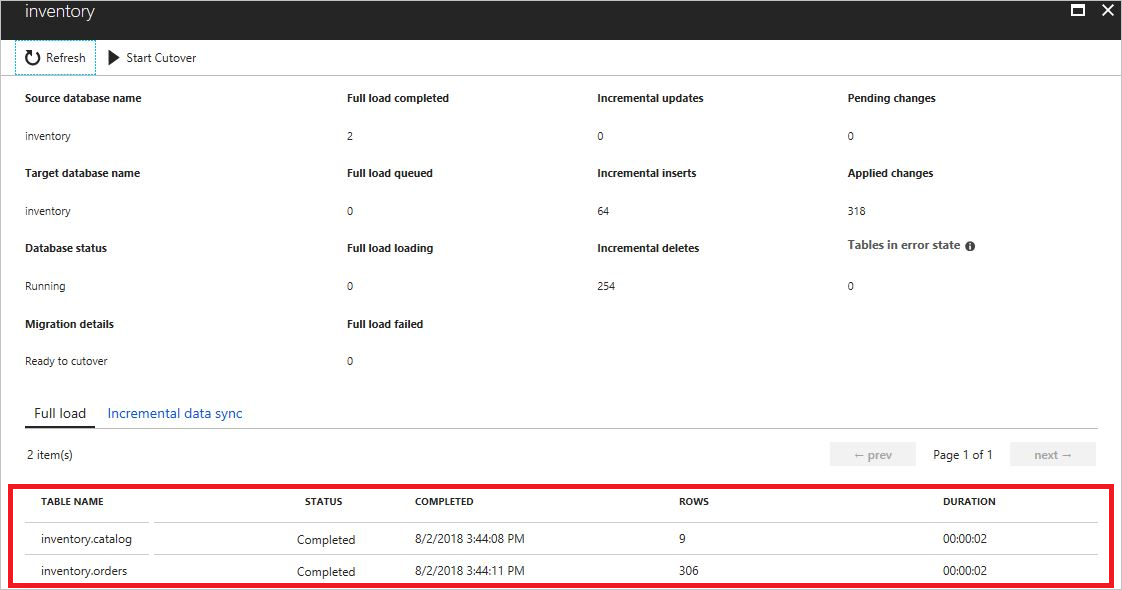 inventory
Refresh Start Cutover
Source database name Full load completed Incremental updates Pending changes
inventory 2 0 0
Target database name Full load queued Incremental inserts Applied changes
inventory 0 64 318
Database status Full load loading Incremental deletes Tables in error state
Running 0 254 0
Migration details Full load failed
Ready to cutover 0
Full load Incremental data sync
2 item(s) ← prev Page 1 of 1 next →
TABLE NAME STATUS COMPLETED ROWS DURATION
inventory.catalog Completed 8/2/2018 3:44:08 PM 9 00:00:02
inventory.orders Completed 8/2/2018 3:44:11 PM 306 00:00:02